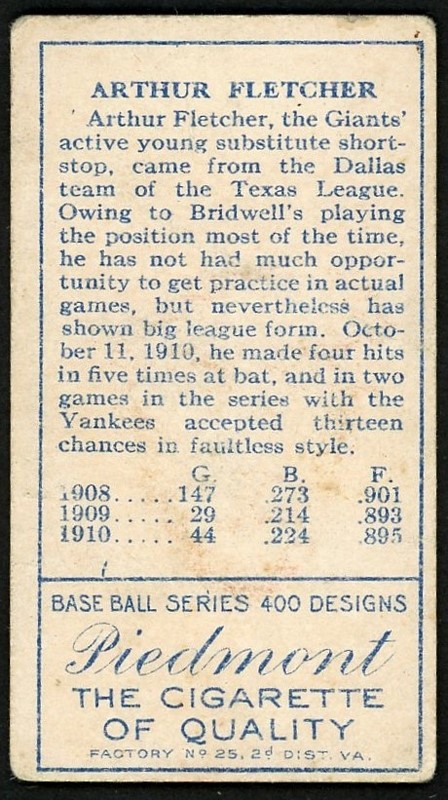 ARTHUR FLETCHER
Arthur Fletcher, the Giants'
active young substitute short-
stop, came from the Dallas
team of the Texas League.
Owing to Bridwell's playing
the position most of the time,
he has not had much oppor-
tunity to get practice in actual
games, but nevertheless has
shown big league form. Octo-
ber 11, 1910, he made four hits
in five times at bat, and in two
games in the series with the
Yankees accepted thirteen
chances in faultless style.
G. B. F.
1908.....147 .273 .901
1909..... 29 .214 .893
1910..... 44 .224 .895
BASE BALL SERIES 400 DESIGNS
Piedmont
THE CIGARETTE
OF QUALITY
FACTORY Nº 25, 2d DIST. VA.